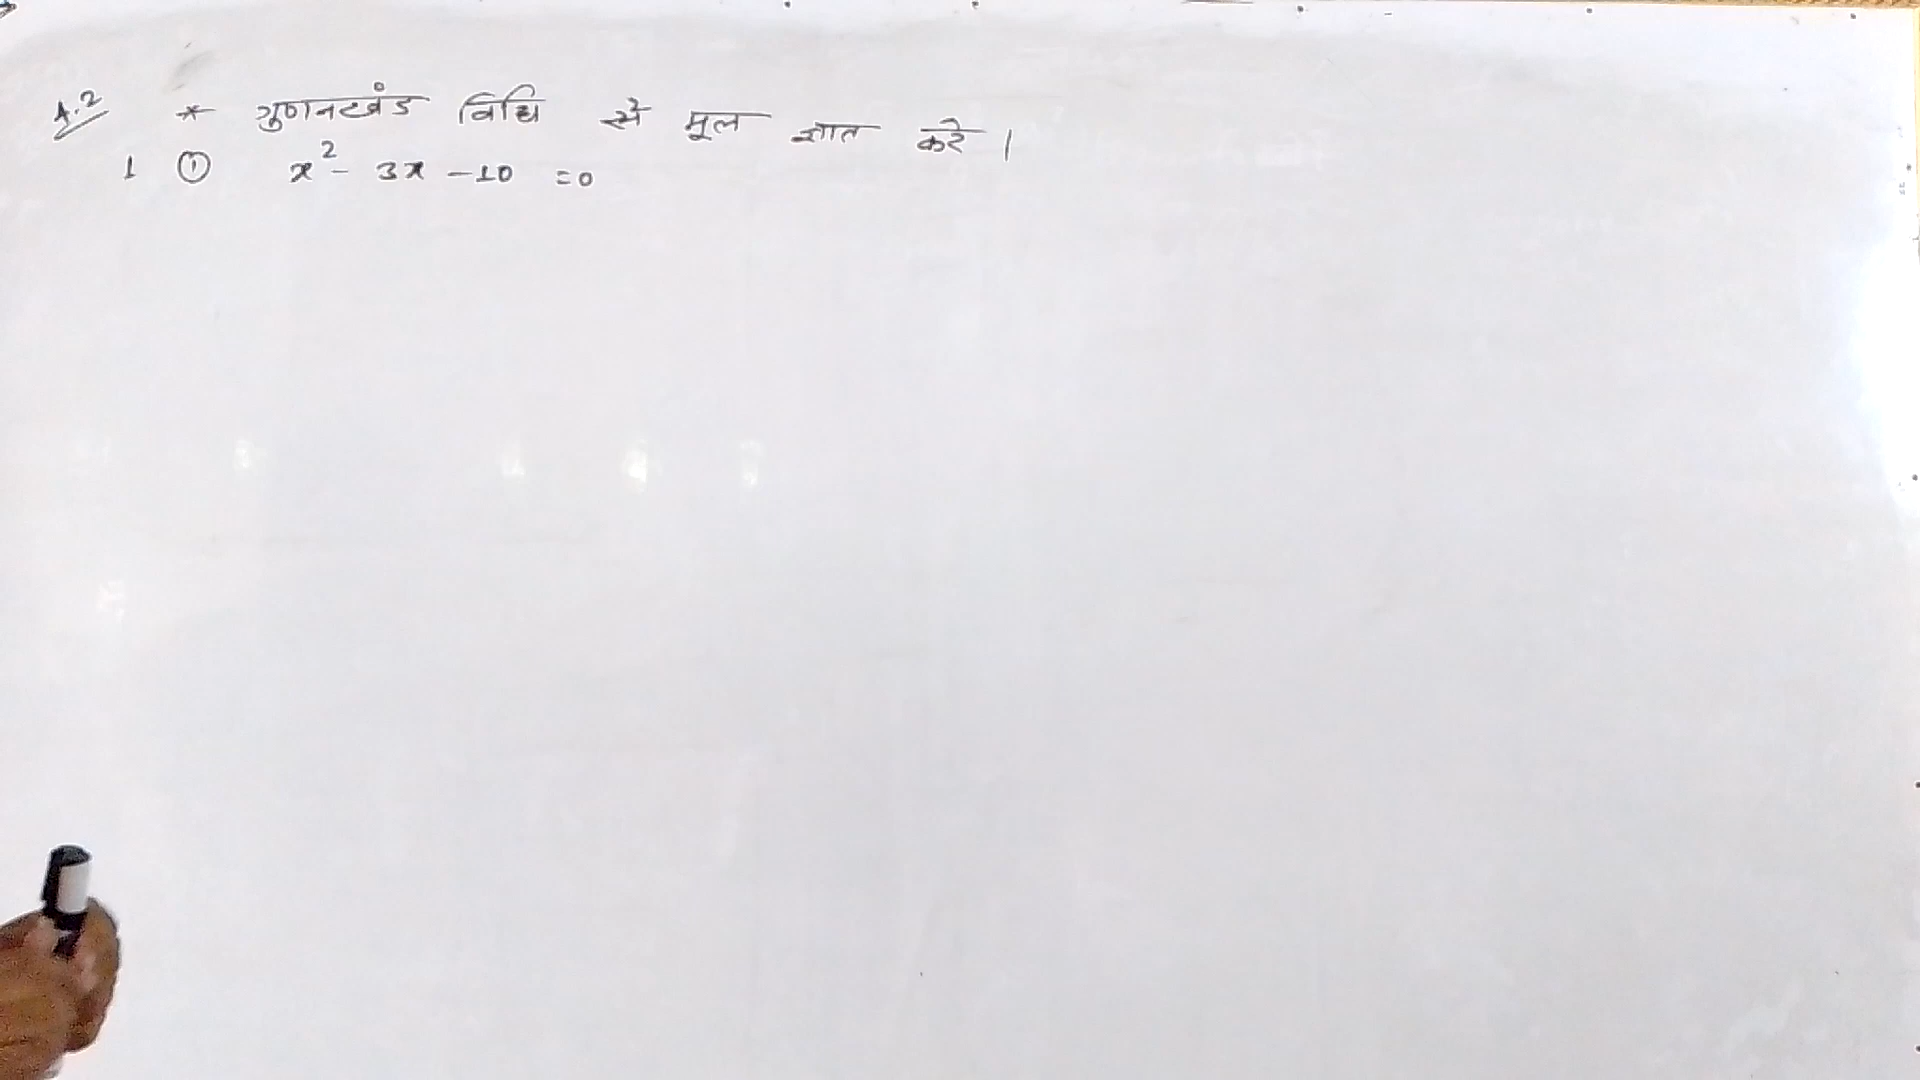 4.2 * गुणनखंड विधि से मूल ज्ञात करे ।
1 ① x² - 3x - 10 = 0